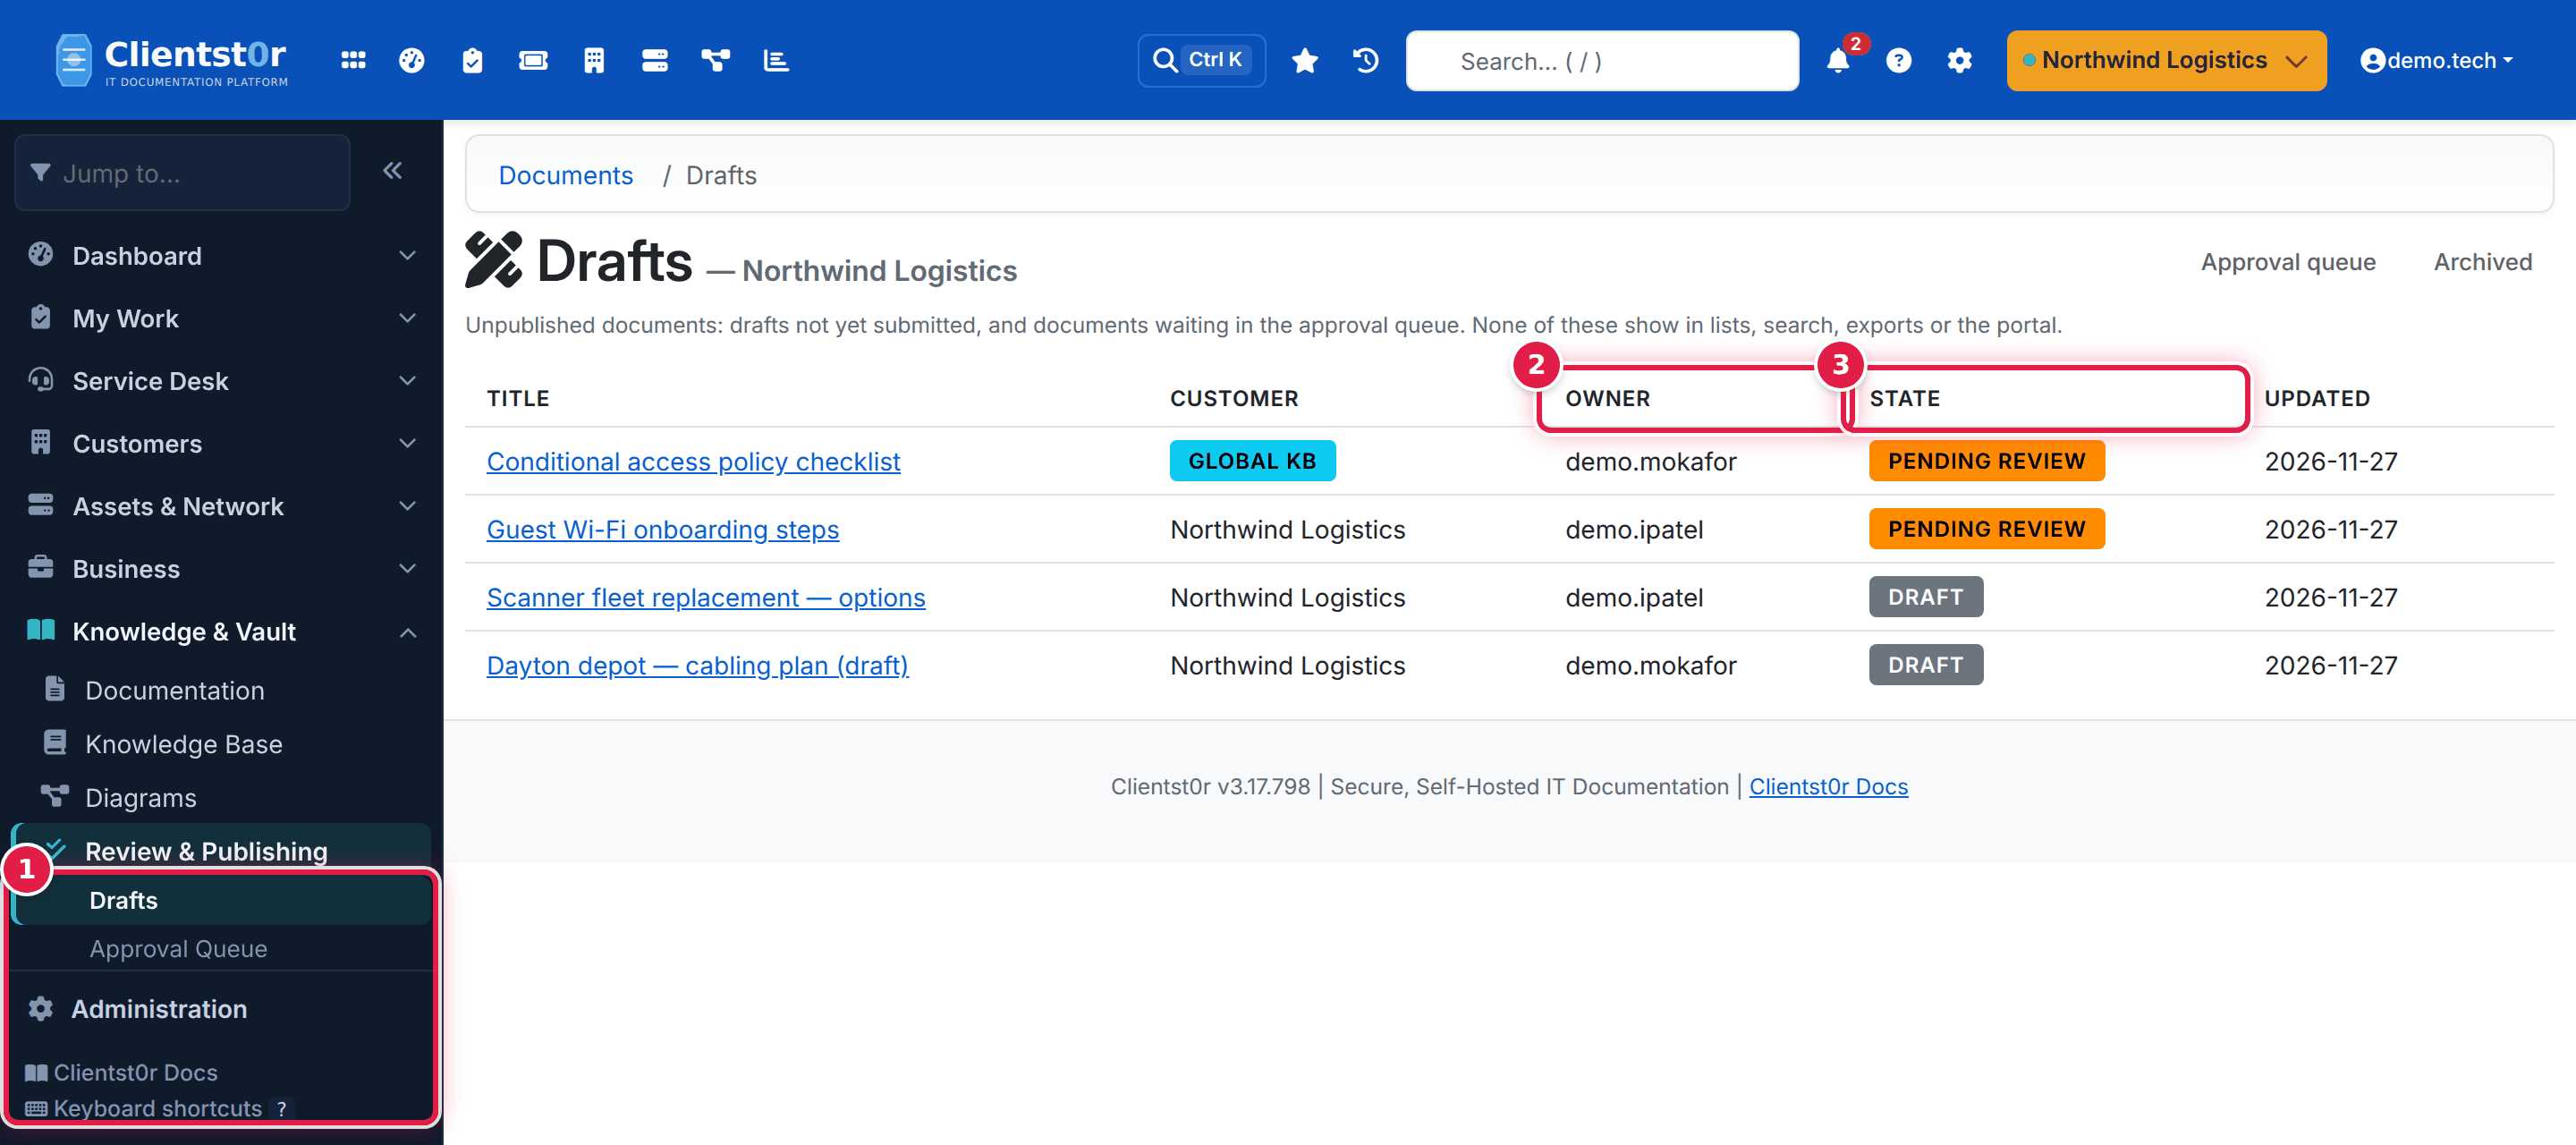 Clientst0r
IT DOCUMENTATION PLATFORM
Ctrl K
Search... ( / )
2
?
Northwind Logistics
demo.tech
Jump to...
Dashboard
My Work
Service Desk
Customers
Assets & Network
Business
Knowledge & Vault
Documentation
Knowledge Base
Diagrams
Review & Publishing
1
Drafts
Approval Queue
Administration
Clientst0r Docs
Keyboard shortcuts ?
Documents / Drafts
Drafts — Northwind Logistics
Approval queue Archived
Unpublished documents: drafts not yet submitted, and documents waiting in the approval queue. None of these show in lists, search, exports or the portal.
2 3
TITLE CUSTOMER OWNER STATE UPDATED
Conditional access policy checklist GLOBAL KB demo.mokafor PENDING REVIEW 2026-11-27
Guest Wi-Fi onboarding steps Northwind Logistics demo.ipatel PENDING REVIEW 2026-11-27
Scanner fleet replacement — options Northwind Logistics demo.ipatel DRAFT 2026-11-27
Dayton depot — cabling plan (draft) Northwind Logistics demo.mokafor DRAFT 2026-11-27
Clientst0r v3.17.798 | Secure, Self-Hosted IT Documentation | Clientst0r Docs